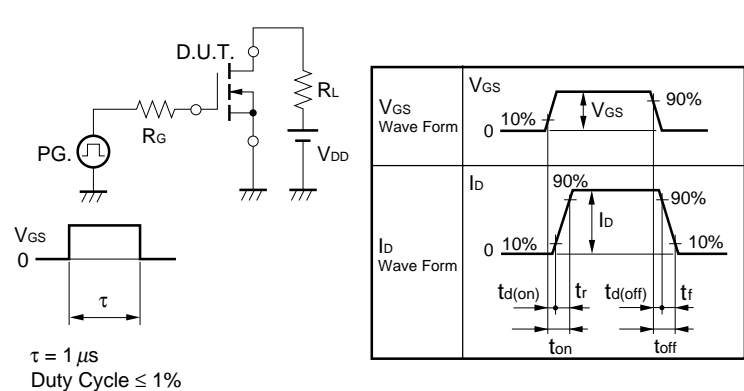 D.U.T.
RL
RG
PG.
VDD
VGS
0
τ
τ = 1 μs
Duty Cycle ≤ 1%
VGS
Wave Form
VGS
10%
0
VGS
90%
ID
Wave Form
ID
90%
90%
0
10%
ID
10%
td(on)
tr
td(off)
tf
ton
toff